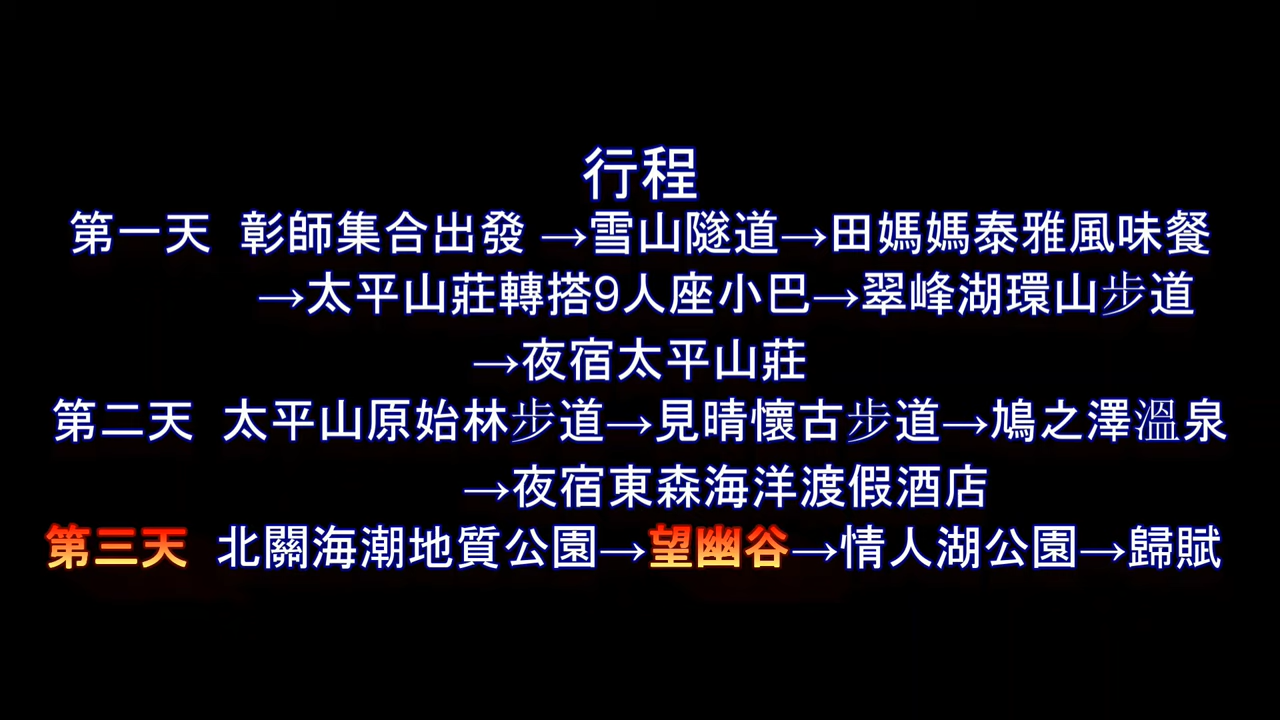 行程
第一天 彰師集合出發 →雪山隧道→田媽媽泰雅風味餐
→太平山莊轉搭9人座小巴→翠峰湖環山步道
→夜宿太平山莊
第二天 太平山原始林步道→見晴懷古步道→鳩之澤溫泉
→夜宿東森海洋渡假酒店
第三天 北關海潮地質公園→望幽谷→情人湖公園→歸賦